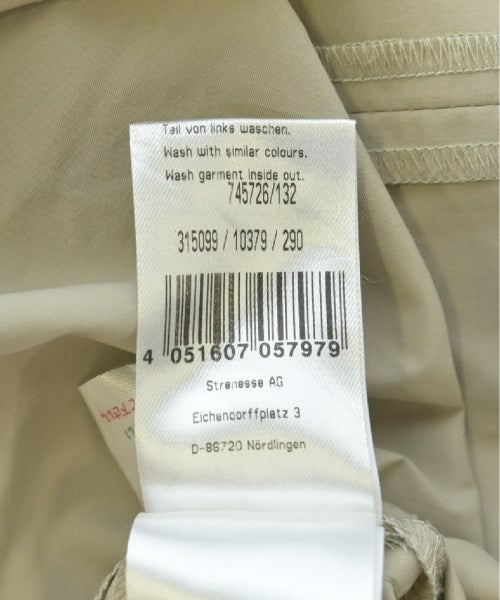 Teil von links waschen.
Wash with similar colours.
Wash garment inside out.
745726/132
315099 / 10379 / 290
4 051607 057979
Strenesse AG
Eichendorffplatz 3
D-86720 Nördlingen